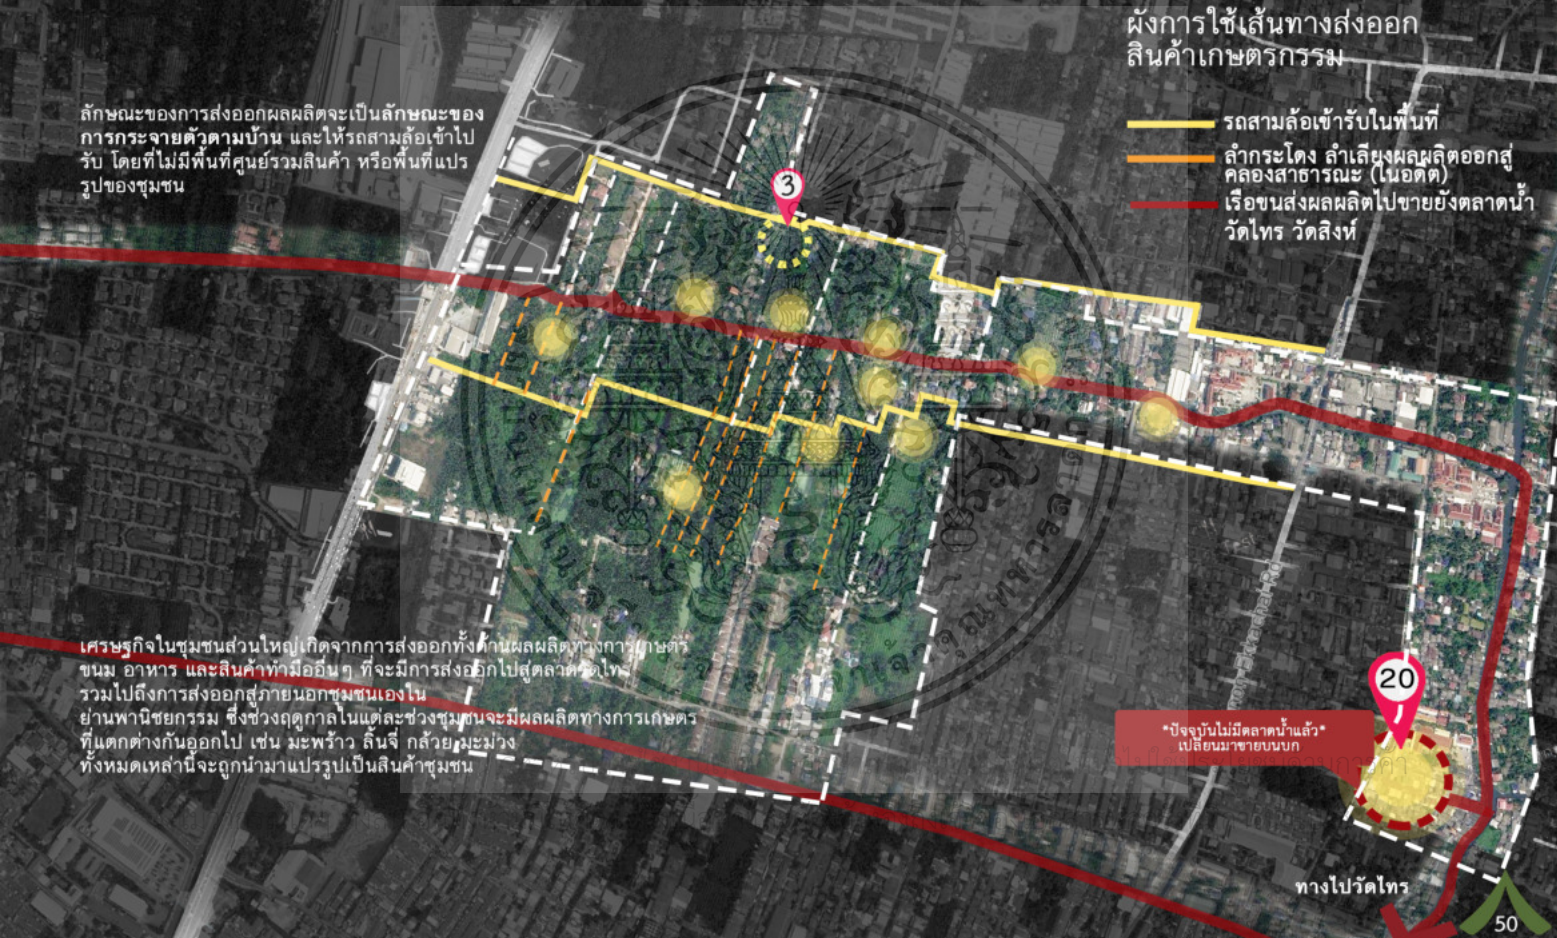 ผังการใช้เส้นทางส่งออก
สินค้าเกษตรกรรม
รถสามล้อเข้ารับในพื้นที่
ลำกระโดง ลำเลียงผลผลิตออกสู่
คลองสาธารณะ (ในอดีต)
เรือขนส่งผลผลิตไปขายยังตลาดน้ำ
วัดไทร วัดสิงห์
ลักษณะของการส่งออกผลผลิตจะเป็นลักษณะของ
การกระจายตัวตามบ้าน และให้รถสามล้อเข้าไป
รับ โดยที่ไม่มีพื้นที่ศูนย์รวมสินค้า หรือพื้นที่แปร
รูปของชุมชน
3
เศรษฐกิจในชุมชนส่วนใหญ่เกิดจากการส่งออกทั้งด้านผลผลิตทางการเกษตร
ขนม อาหาร และสินค้าทำมืออื่นๆ ที่จะมีการส่งออกไปสู่ตลาดวัดไทร
รวมไปถึงการส่งออกสู่ภายนอกชุมชนเองใน
ย่านพานิชยกรรม ซึ่งช่วงฤดูกาลในแต่ละช่วงชุมชนจะมีผลผลิตทางการเกษตร
ที่แตกต่างกันออกไป เช่น มะพร้าว ลิ้นจี่ กล้วย มะม่วง
ทั้งหมดเหล่านี้จะถูกนำมาแปรรูปเป็นสินค้าชุมชน
20
*ปัจจุบันไม่มีตลาดน้ำแล้ว*
เปลี่ยนมาขายบนบก
ทางไปวัดไทร
50